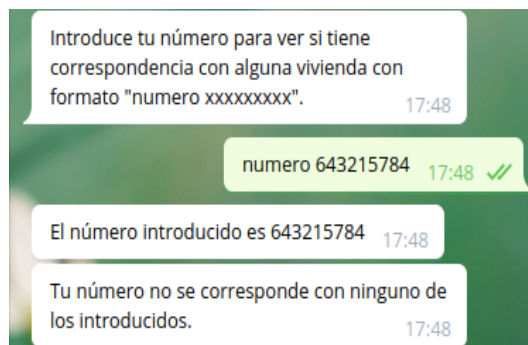 Introduce tu número para ver si tiene
correspondencia con alguna vivienda con
formato "numero xxxxxxxxx".
17:48
numero 643215784 17:48
El número introducido es 643215784 17:48
Tu número no se corresponde con ninguno de
los introducidos.
17:48